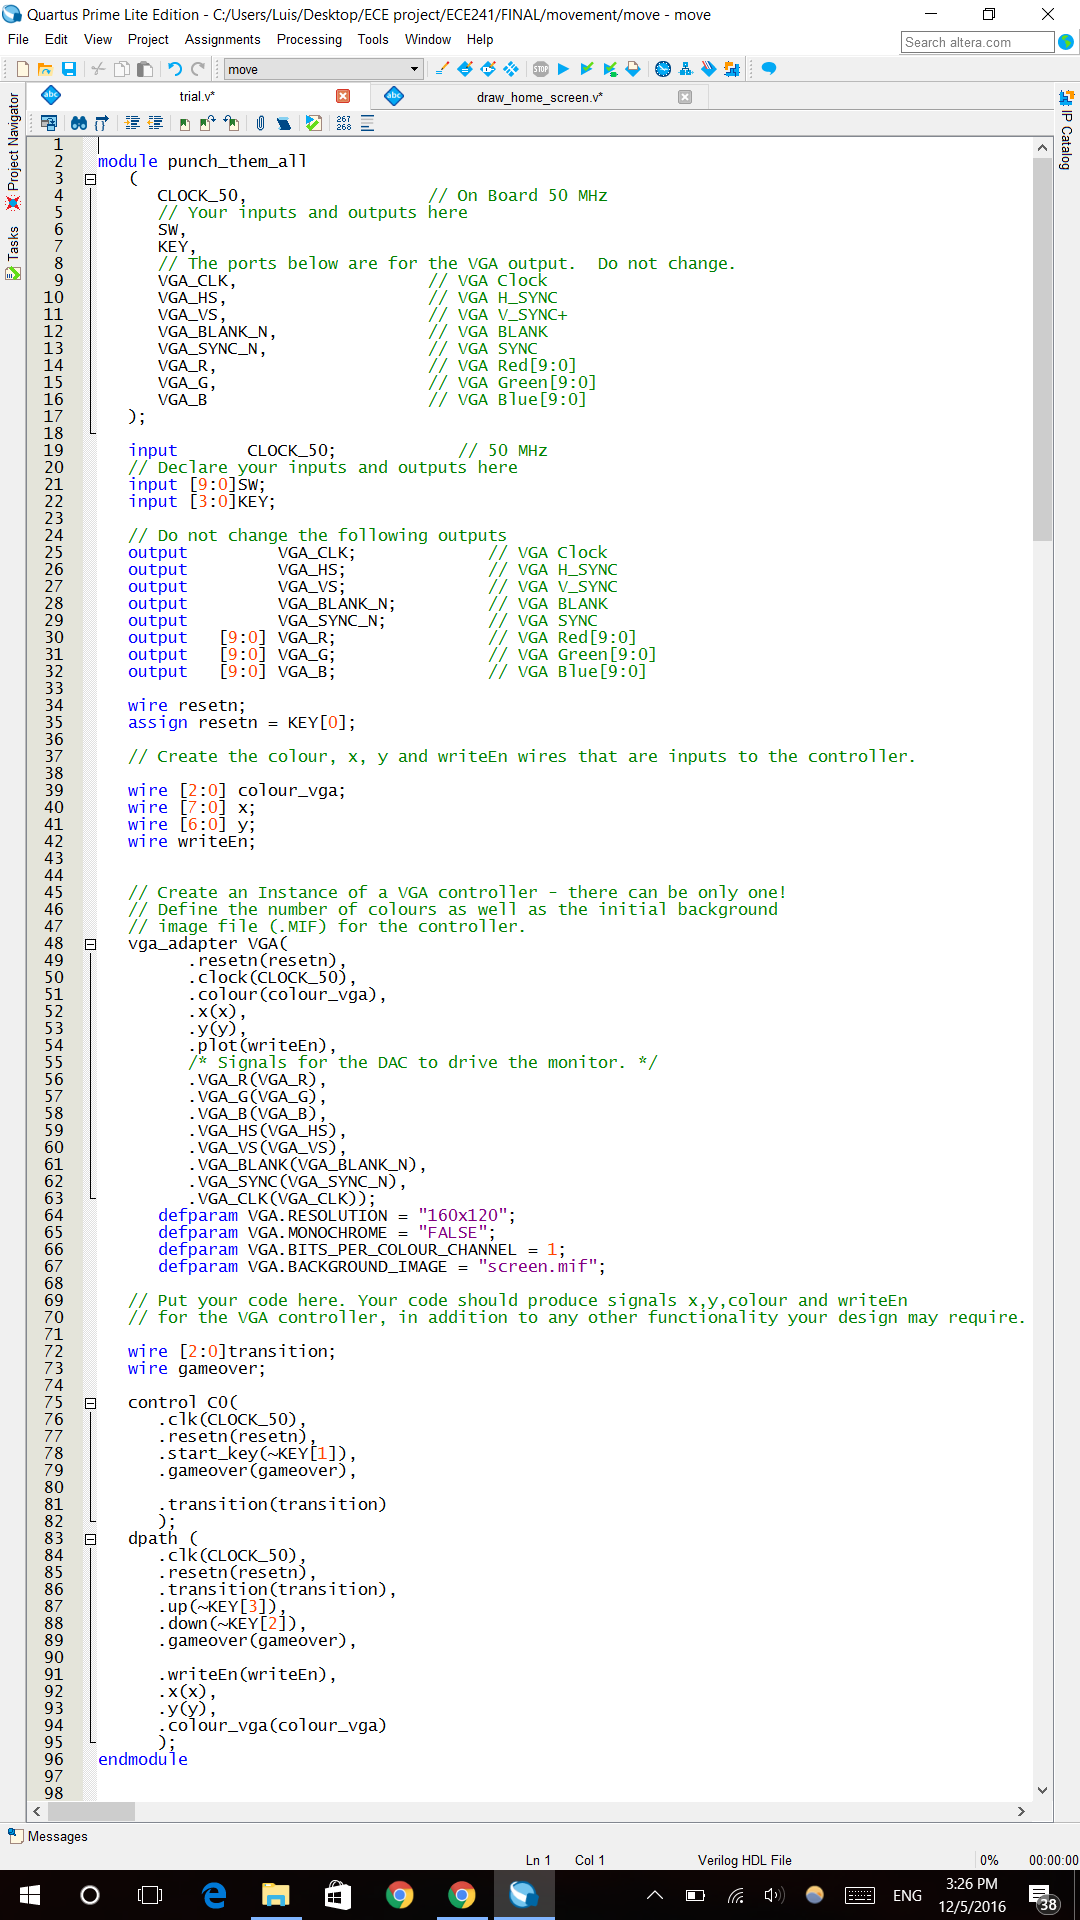 Quartus Prime Lite Edition - C:/Users/Luis/Desktop/ECE project/ECE241/FINAL/movement/move - move
File Edit View Project Assignments Processing Tools Window Help
Search altera.com
move
trial.v*
draw_home_screen.v*
Project Navigator
Tasks
IP Catalog
267
268
1
2 module punch_them_all
3 (
4 CLOCK_50, // On Board 50 MHz
5 // Your inputs and outputs here
6 SW,
7 KEY,
8 // The ports below are for the VGA output.  Do not change.
9 VGA_CLK, // VGA Clock
10 VGA_HS, // VGA H_SYNC
11 VGA_VS, // VGA V_SYNC+
12 VGA_BLANK_N, // VGA BLANK
13 VGA_SYNC_N, // VGA SYNC
14 VGA_R, // VGA Red[9:0]
15 VGA_G, // VGA Green[9:0]
16 VGA_B // VGA Blue[9:0]
17 );
18
19 input CLOCK_50; // 50 MHz
20 // Declare your inputs and outputs here
21 input [9:0]SW;
22 input [3:0]KEY;
23
24 // Do not change the following outputs
25 output VGA_CLK; // VGA Clock
26 output VGA_HS; // VGA H_SYNC
27 output VGA_VS; // VGA V_SYNC
28 output VGA_BLANK_N; // VGA BLANK
29 output VGA_SYNC_N; // VGA SYNC
30 output [9:0] VGA_R; // VGA Red[9:0]
31 output [9:0] VGA_G; // VGA Green[9:0]
32 output [9:0] VGA_B; // VGA Blue[9:0]
33
34 wire resetn;
35 assign resetn = KEY[0];
36
37 // Create the colour, x, y and writeEn wires that are inputs to the controller.
38
39 wire [2:0] colour_vga;
40 wire [7:0] x;
41 wire [6:0] y;
42 wire writeEn;
43
44
45 // Create an Instance of a VGA controller - there can be only one!
46 // Define the number of colours as well as the initial background
47 // image file (.MIF) for the controller.
48 vga_adapter VGA(
49 .resetn(resetn),
50 .clock(CLOCK_50),
51 .colour(colour_vga),
52 .x(x),
53 .y(y),
54 .plot(writeEn),
55 /* Signals for the DAC to drive the monitor. */
56 .VGA_R(VGA_R),
57 .VGA_G(VGA_G),
58 .VGA_B(VGA_B),
59 .VGA_HS(VGA_HS),
60 .VGA_VS(VGA_VS),
61 .VGA_BLANK(VGA_BLANK_N),
62 .VGA_SYNC(VGA_SYNC_N),
63 .VGA_CLK(VGA_CLK));
64 defparam VGA.RESOLUTION = "160x120";
65 defparam VGA.MONOCHROME = "FALSE";
66 defparam VGA.BITS_PER_COLOUR_CHANNEL = 1;
67 defparam VGA.BACKGROUND_IMAGE = "screen.mif";
68
69 // Put your code here. Your code should produce signals x,y,colour and writeEn
70 // for the VGA controller, in addition to any other functionality your design may require.
71
72 wire [2:0]transition;
73 wire gameover;
74
75 control C0(
76 .clk(CLOCK_50),
77 .resetn(resetn),
78 .start_key(~KEY[1]),
79 .gameover(gameover),
80
81 .transition(transition)
82 );
83 dpath (
84 .clk(CLOCK_50),
85 .resetn(resetn),
86 .transition(transition),
87 .up(~KEY[3]),
88 .down(~KEY[2]),
89 .gameover(gameover),
90
91 .writeEn(writeEn),
92 .x(x),
93 .y(y),
94 .colour_vga(colour_vga)
95 );
96 endmodule
97
98
Messages
Ln 1 Col 1 Verilog HDL File 0% 00:00:00
ENG
3:26 PM
12/5/2016
38